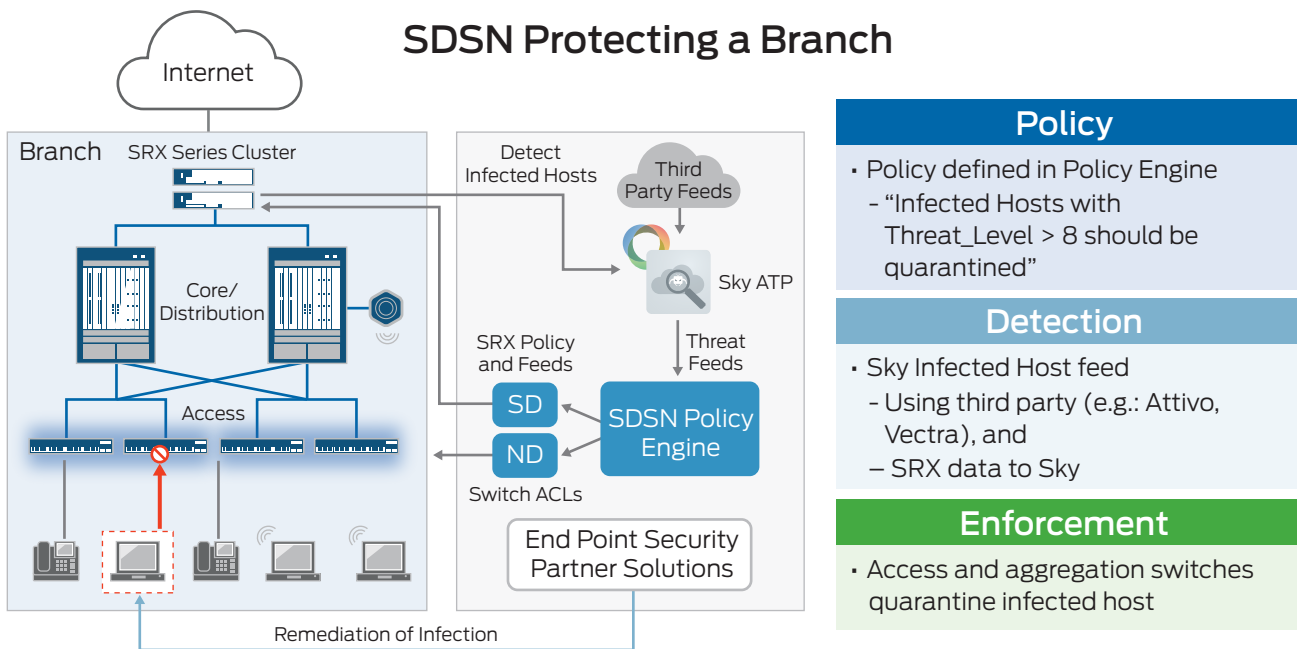 SDSN Protecting a Branch
Internet
Branch
SRX Series Cluster
Core/
Distribution
Access
Detect
Infected Hosts
Third
Party Feeds
Sky ATP
SRX Policy
and Feeds
Threat
Feeds
SD
ND
SDSN Policy
Engine
Switch ACLs
End Point Security
Partner Solutions
Remediation of Infection
Policy
· Policy defined in Policy Engine
- “Infected Hosts with
Threat_Level > 8 should be
quarantined”
Detection
· Sky Infected Host feed
- Using third party (e.g.: Attivo,
Vectra), and
– SRX data to Sky
Enforcement
· Access and aggregation switches
quarantine infected host